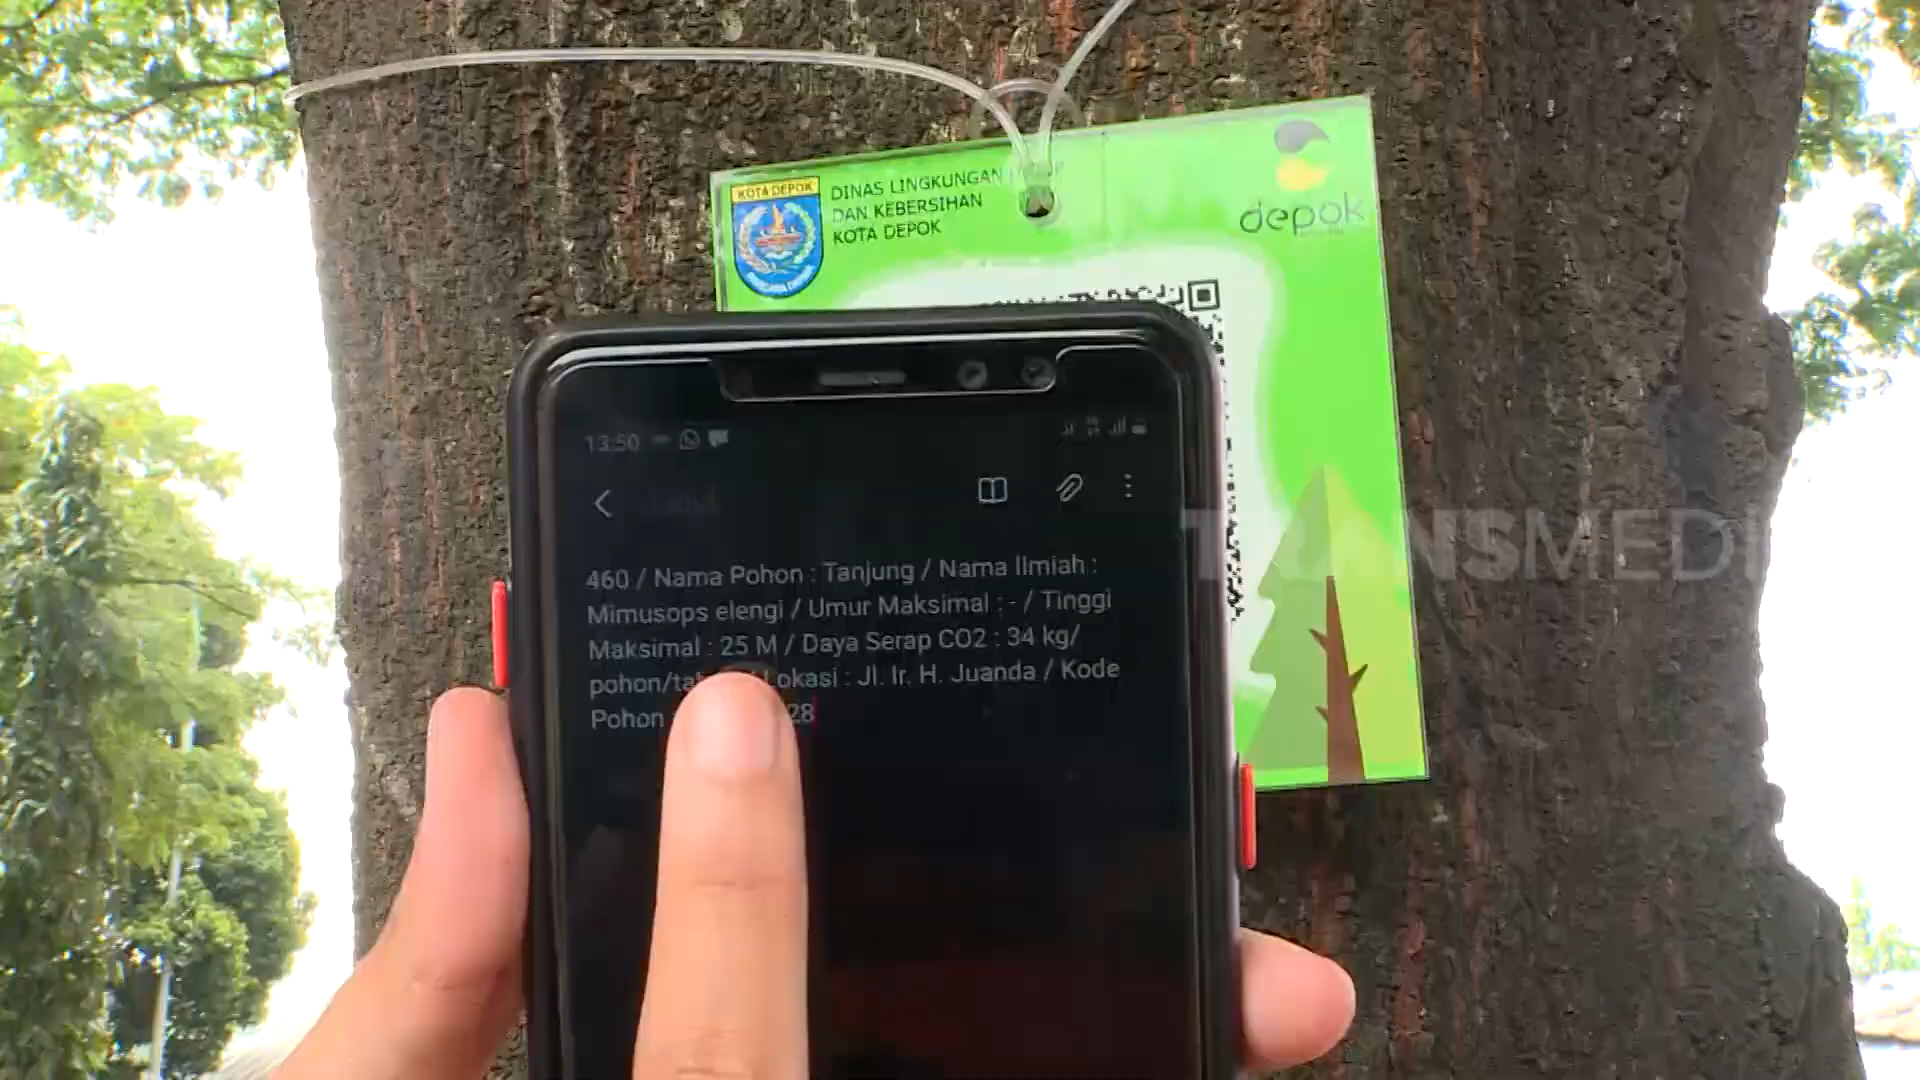 KOTA DEPOK
DINAS LINGKUNGAN
DAN KEBERSIHAN
KOTA DEPOK
depok
13:50
460 / Nama Pohon : Tanjung / Nama Ilmiah :
Mimusops elengi / Umur Maksimal : - / Tinggi
Maksimal : 25 M / Daya Serap CO2 : 34 kg/
pohon/ Lokasi : Jl. Ir. H. Juanda / Kode
Pohon 28
TRANSMEDI